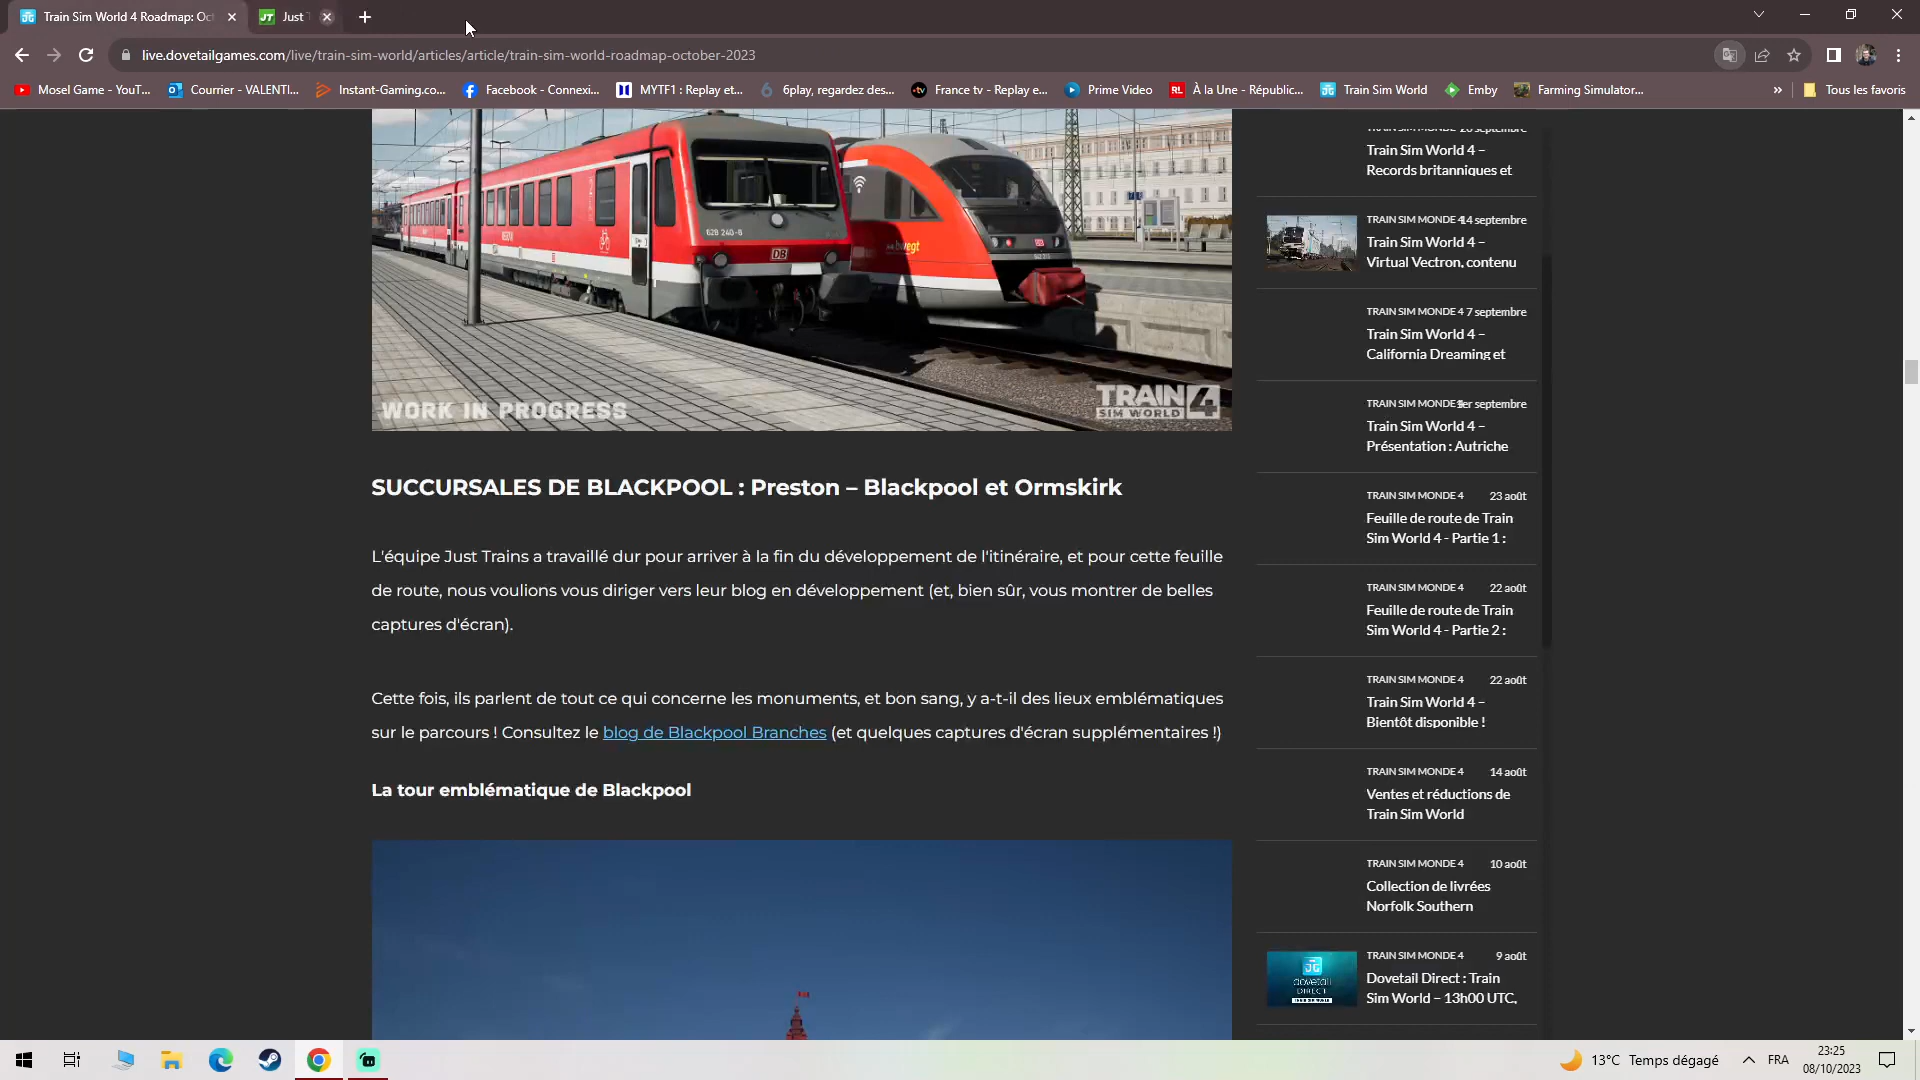 Train Sim World 4 Roadmap: Oc
Just T
live.dovetailgames.com/live/train-sim-world/articles/article/train-sim-world-roadmap-october-2023
Mosel Game - YouT...
Courrier - VALENTI...
Instant-Gaming.co...
Facebook - Connexi...
MYTF1 : Replay et...
6play, regardez des...
France tv - Replay e...
Prime Video
À la Une - Républic...
Train Sim World
Emby
Farming Simulator...
»
Tous les favoris
628 240-6
DB
bwegt
WORK IN PROGRESS
TRAIN
SIM WORLD 4
SUCCURSALES DE BLACKPOOL : Preston – Blackpool et Ormskirk
L'équipe Just Trains a travaillé dur pour arriver à la fin du développement de l'itinéraire, et pour cette feuille
de route, nous voulions vous diriger vers leur blog en développement (et, bien sûr, vous montrer de belles
captures d'écran).
Cette fois, ils parlent de tout ce qui concerne les monuments, et bon sang, y a-t-il des lieux emblématiques
sur le parcours ! Consultez le blog de Blackpool Branches (et quelques captures d'écran supplémentaires !)
La tour emblématique de Blackpool
Train Sim World 4 –
Records britanniques et
TRAIN SIM MONDE 4 14 septembre
Train Sim World 4 –
Virtual Vectron, contenu
TRAIN SIM MONDE 4 7 septembre
Train Sim World 4 –
California Dreaming et
TRAIN SIM MONDE 1er septembre
Train Sim World 4 –
Présentation : Autriche
TRAIN SIM MONDE 4 23 août
Feuille de route de Train
Sim World 4 - Partie 1 :
TRAIN SIM MONDE 4 22 août
Feuille de route de Train
Sim World 4 - Partie 2 :
TRAIN SIM MONDE 4 22 août
Train Sim World 4 –
Bientôt disponible !
TRAIN SIM MONDE 4 14 août
Ventes et réductions de
Train Sim World
TRAIN SIM MONDE 4 10 août
Collection de livrées
Norfolk Southern
TRAIN SIM MONDE 4 9 août
Dovetail Direct : Train
Sim World – 13h00 UTC,
dovetail
DIRECT
13°C Temps dégagé
FRA
23:25
08/10/2023